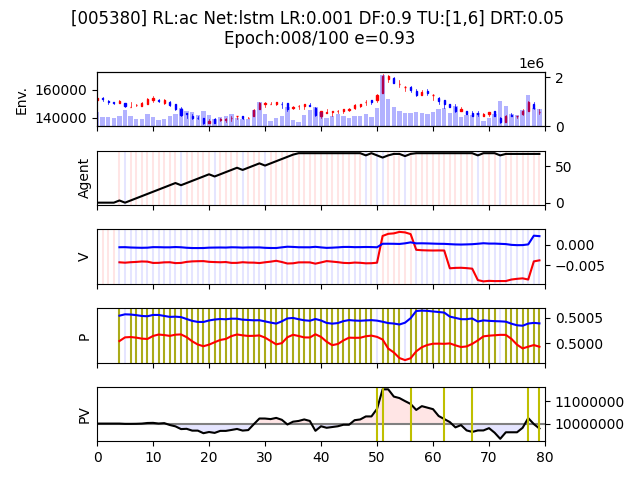 [005380] RL:ac Net:lstm LR:0.001 DF:0.9 TU:[1,6] DRT:0.05
Epoch:008/100 e=0.93
1e6
Env.
160000
140000
2
0
Agent
50
0
V
0.000
−0.005
P
0.5005
0.5000
PV
11000000
10000000
0 10 20 30 40 50 60 70 80